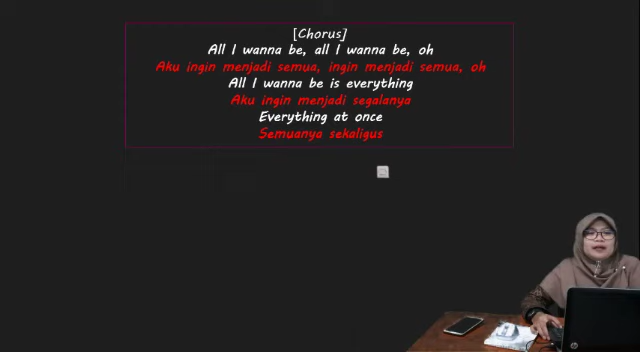 [Chorus]
All I wanna be, all I wanna be, oh
Aku ingin menjadi semua, ingin menjadi semua, oh
All I wanna be is everything
Aku ingin menjadi segalanya
Everything at once
Semuanya sekaligus